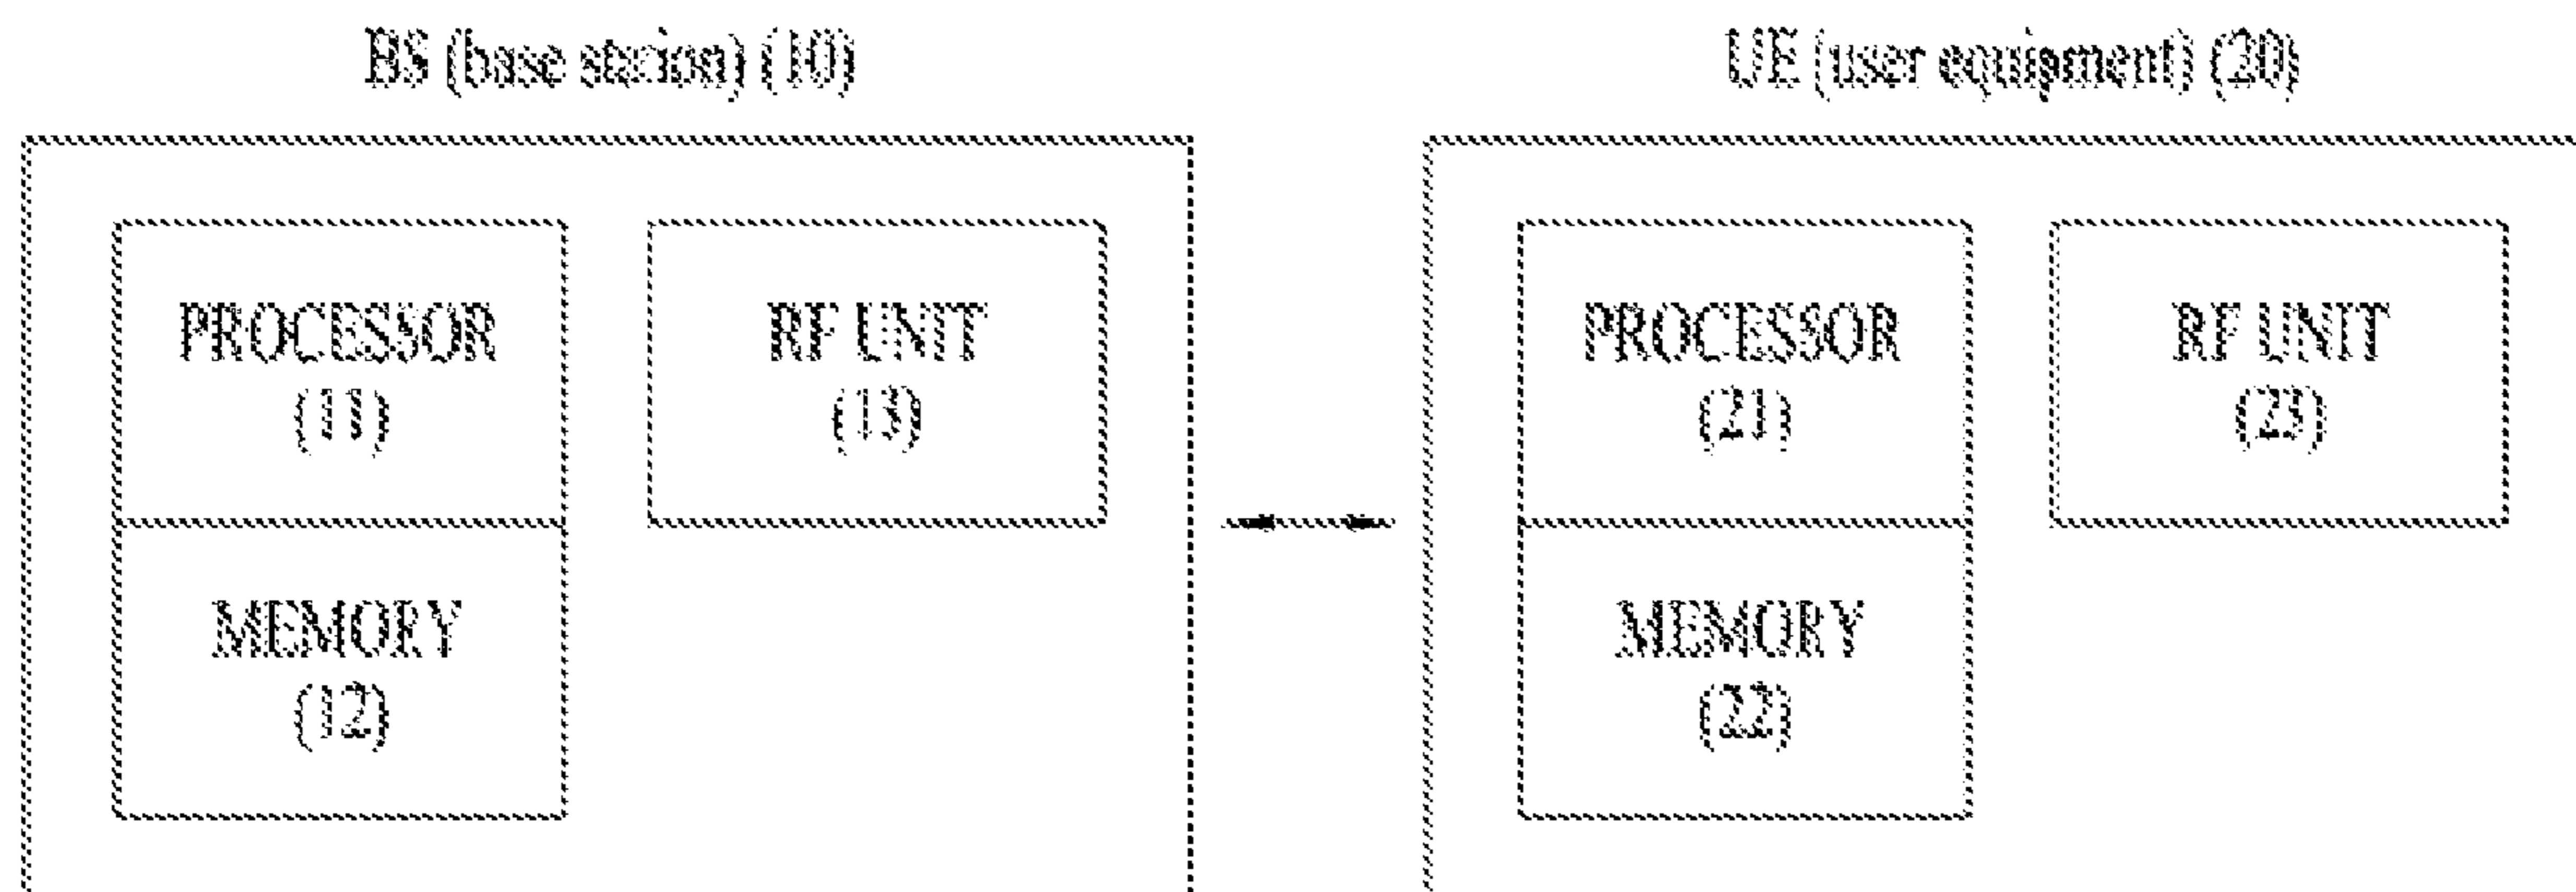 BS (base station) (10)
PROCESSOR
(11)
RF UNIT
(13)
MEMORY
(12)
UE (user equipment) (20)
PROCESSOR
(21)
RF UNIT
(23)
MEMORY
(22)